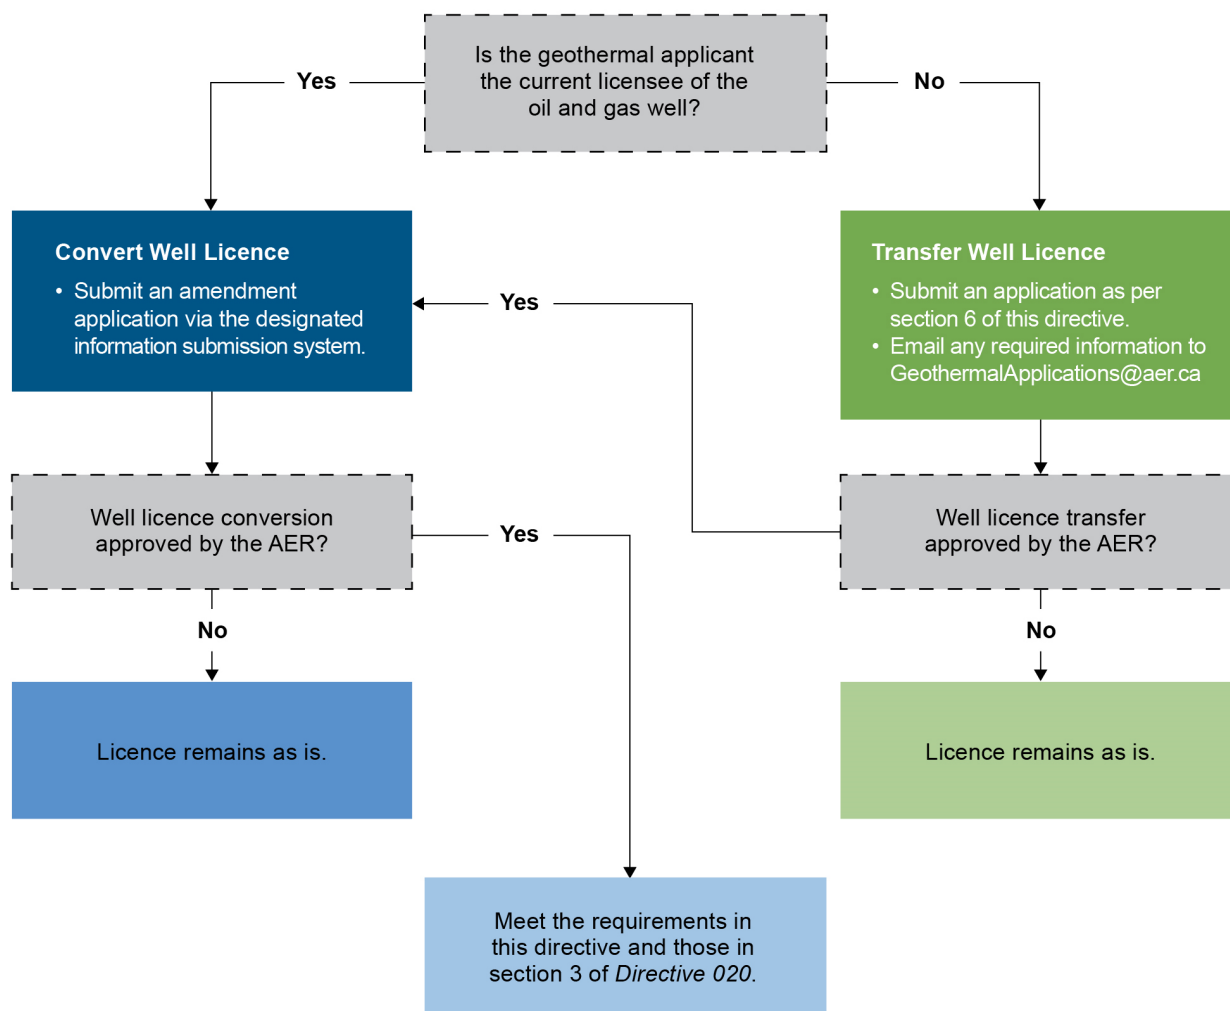 Is the geothermal applicant
the current licensee of the
oil and gas well?
Yes
No
Convert Well Licence
• Submit an amendment
application via the designated
information submission system.
Yes
Transfer Well Licence
• Submit an application as per
section 6 of this directive.
• Email any required information to
GeothermalApplications@aer.ca
Well licence conversion
approved by the AER?
Yes
Well licence transfer
approved by the AER?
No
No
Licence remains as is.
Licence remains as is.
Meet the requirements in
this directive and those in
section 3 of Directive 020.